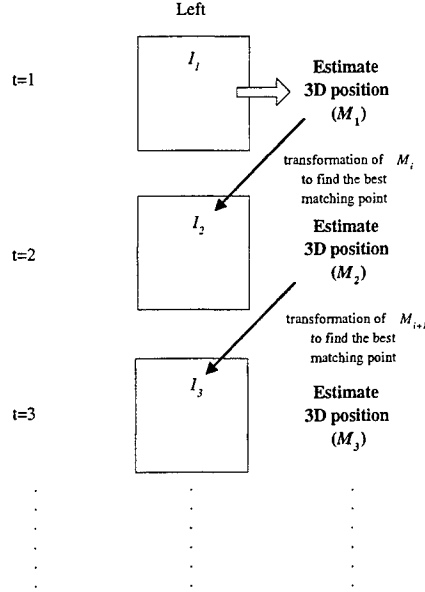 Left
t=1
I1
Estimate
3D position
(M1)
transformation of Mi
to find the best
matching point
t=2
I2
Estimate
3D position
(M2)
transformation of Mi+1
to find the best
matching point
t=3
I3
Estimate
3D position
(M3)